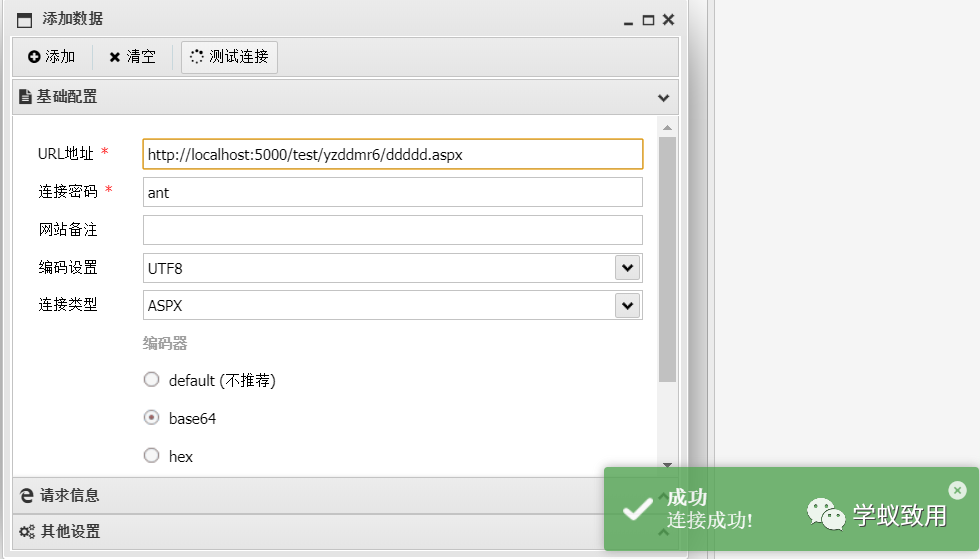 添加数据
添加 清空 测试连接
基础配置
URL地址 * http://localhost:5000/test/yzddmr6/ddddd.aspx
连接密码 * ant
网站备注
编码设置 UTF8
连接类型 ASPX
编码器
default (不推荐)
base64
hex
请求信息
其他设置
成功
连接成功!
学蚁致用